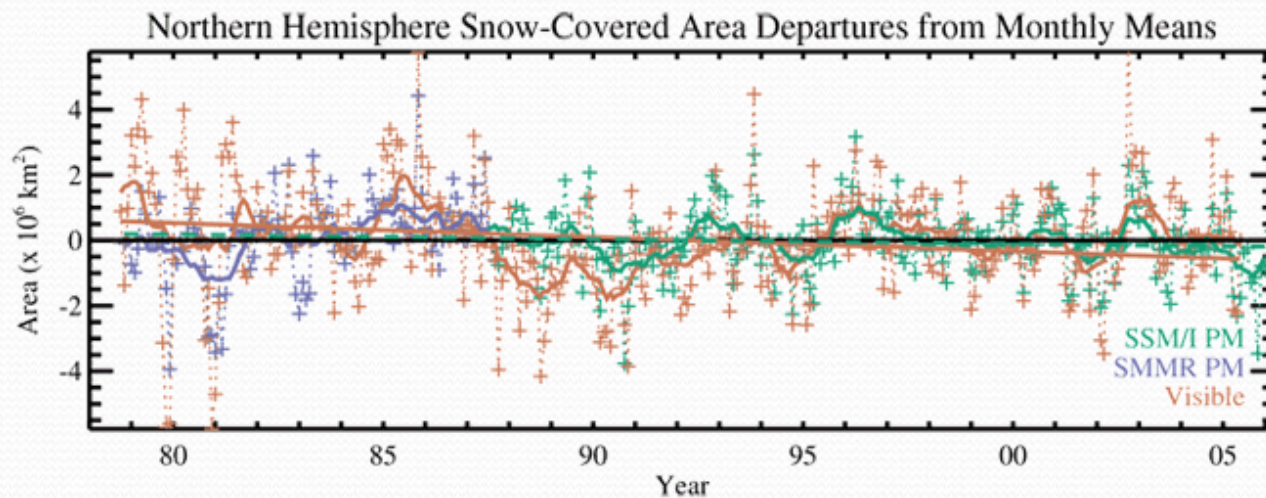 Northern Hemisphere Snow-Covered Area Departures from Monthly Means
Area (x 10⁶ km²)
4
2
0
-2
-4
SSM/I PM
SMMR PM
Visible
80 85 90 95 00 05
Year